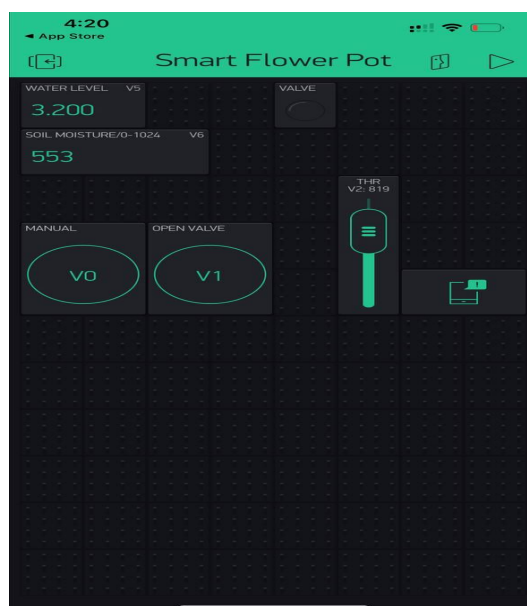 4:20
◀ App Store
Smart Flower Pot
WATER LEVEL V5
3.200
VALVE
SOIL MOISTURE/0-1024 V6
553
THR
V2: 819
MANUAL
V0
OPEN VALVE
V1